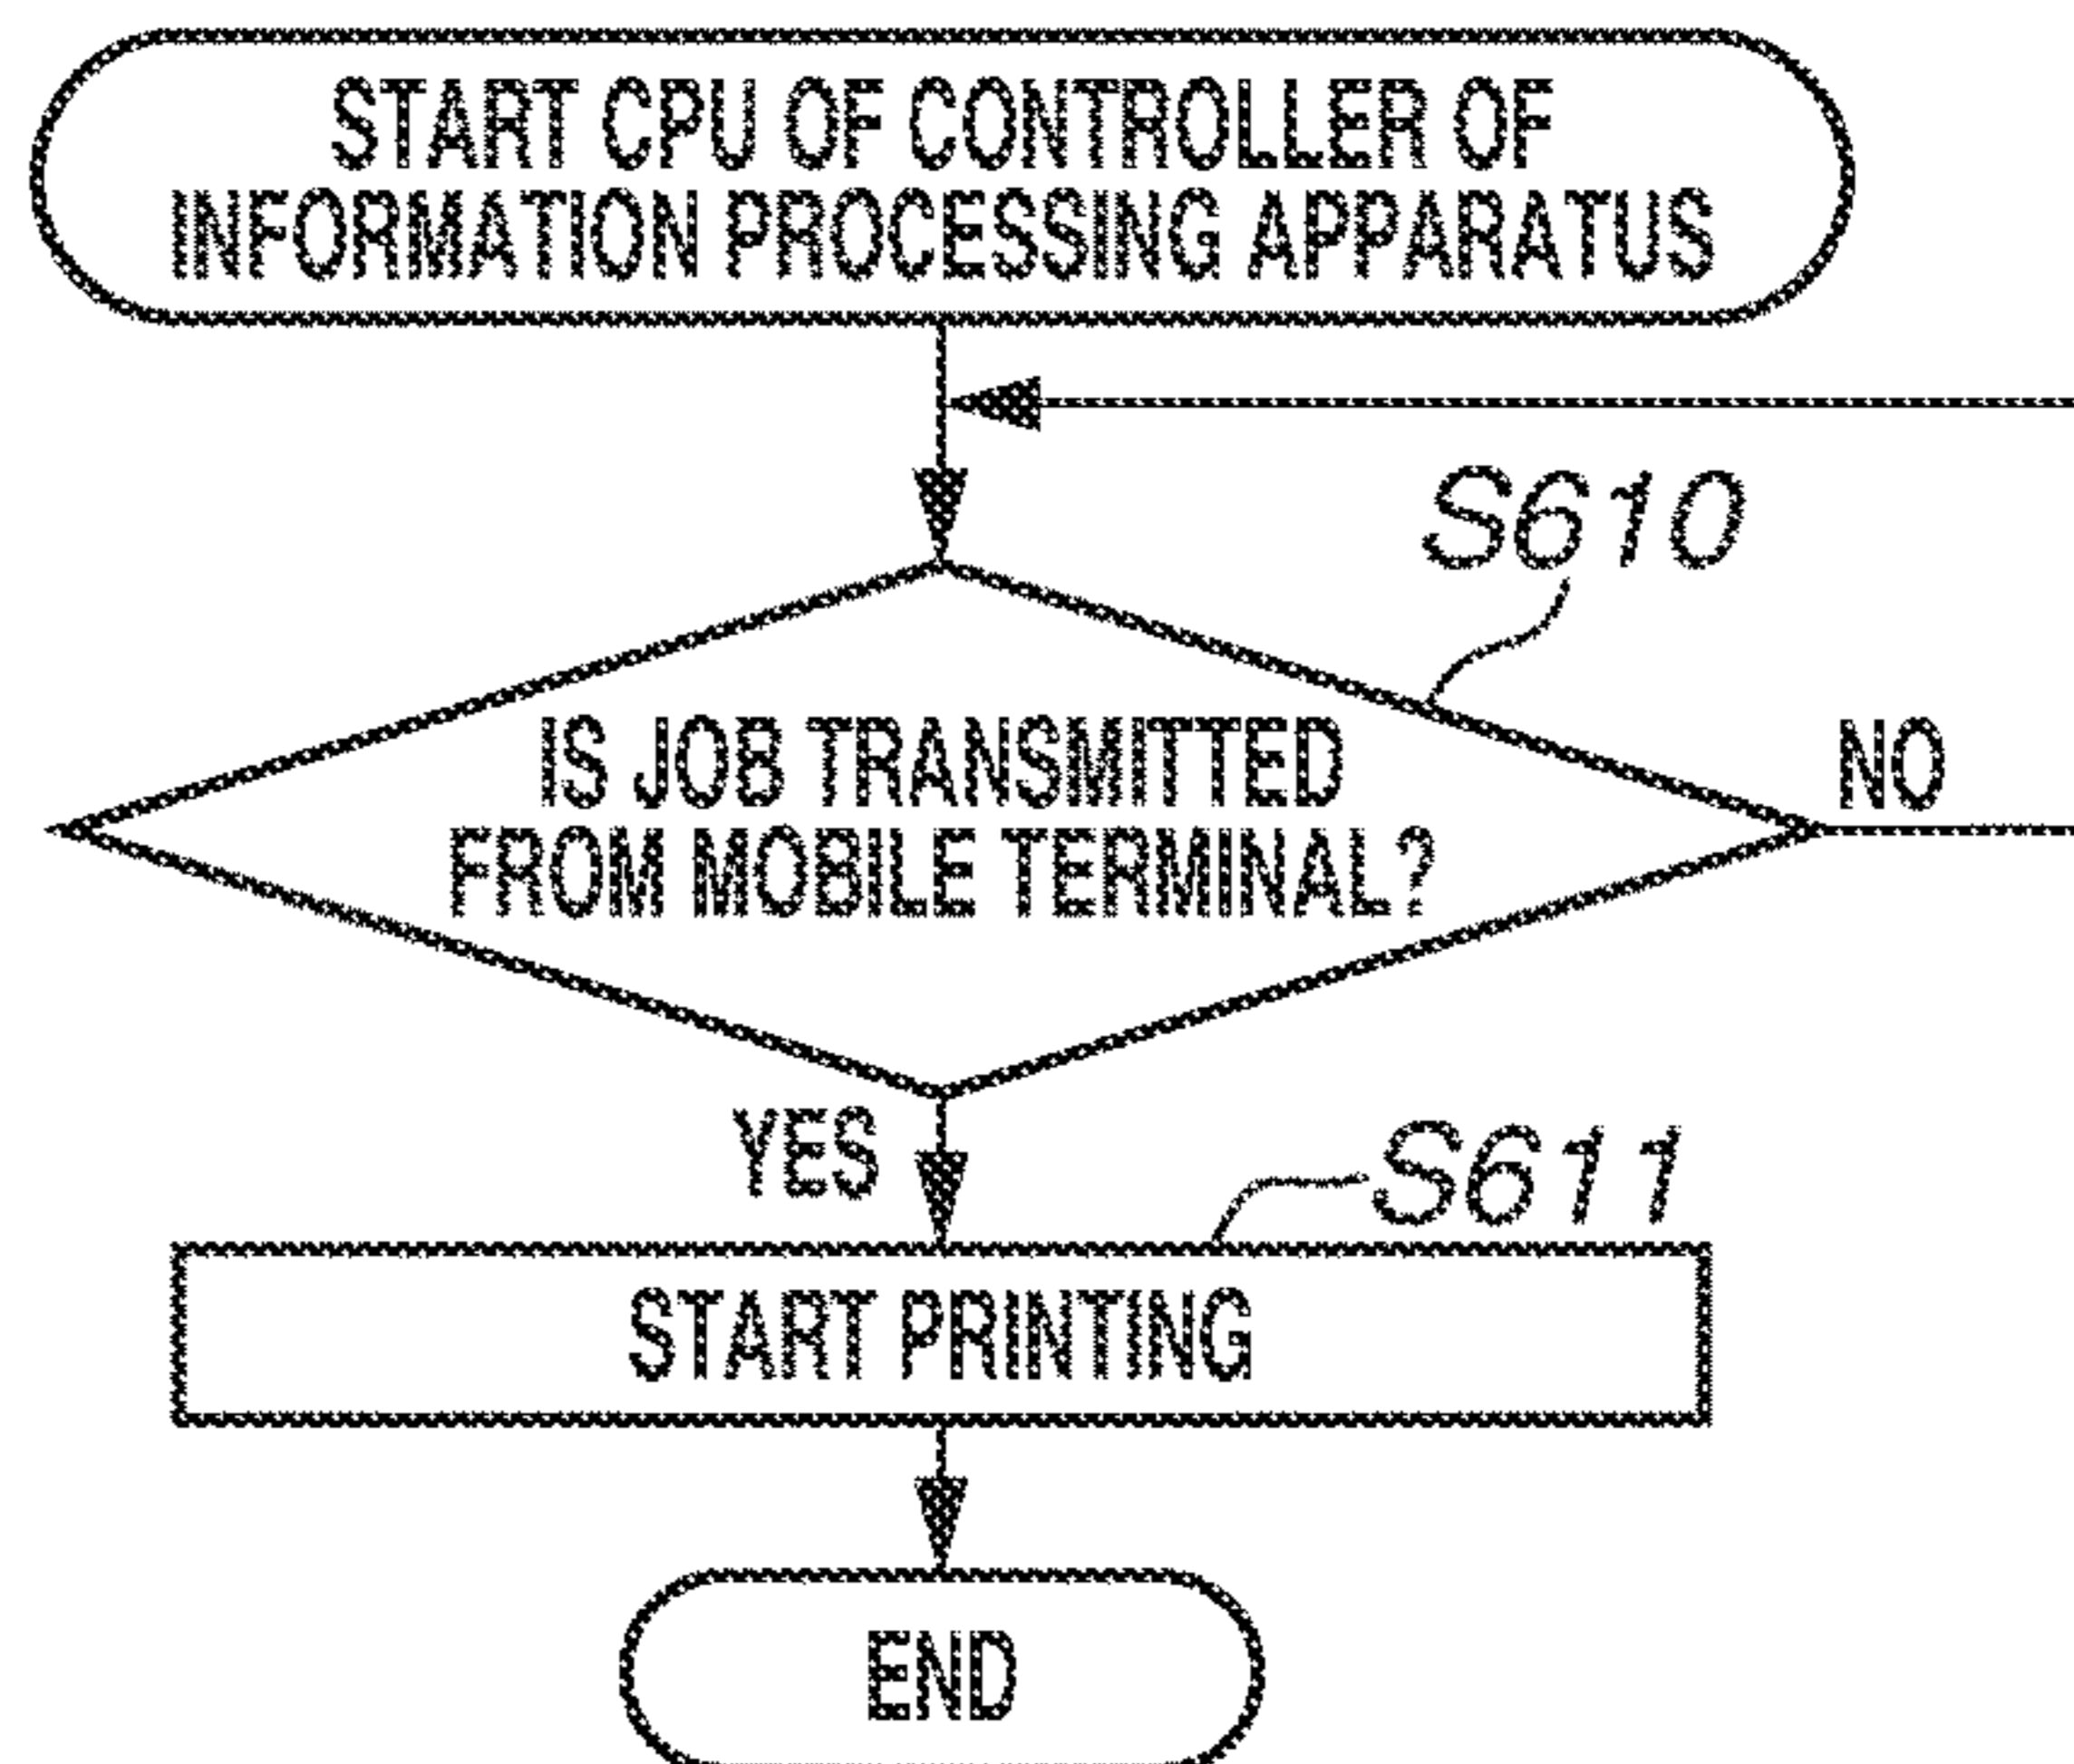 START CPU OF CONTROLLER OF
INFORMATION PROCESSING APPARATUS
S610
IS JOB TRANSMITTED
FROM MOBILE TERMINAL?
NO
YES
S611
START PRINTING
END